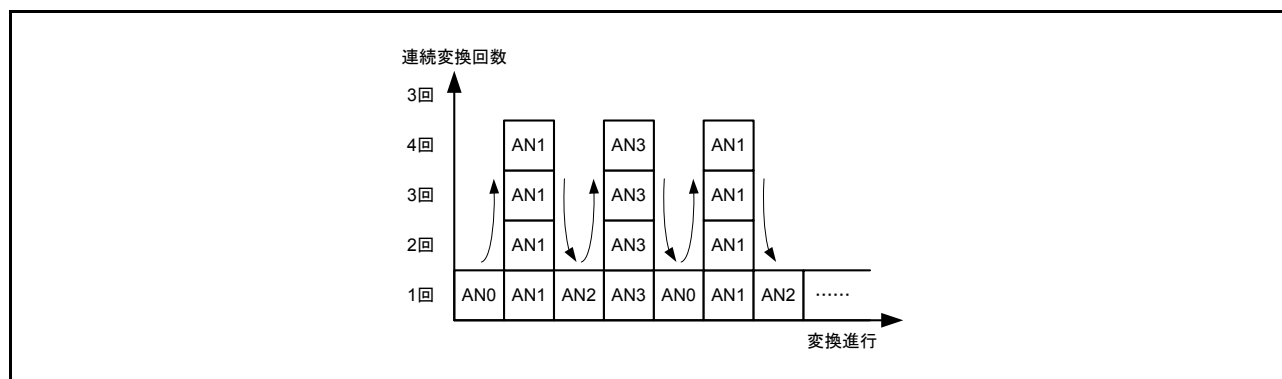 連続変換回数
3回
4回 AN1 AN3 AN1
3回 AN1 AN3 AN1
2回 AN1 AN3 AN1
1回 AN0 AN1 AN2 AN3 AN0 AN1 AN2 ……
変換進行